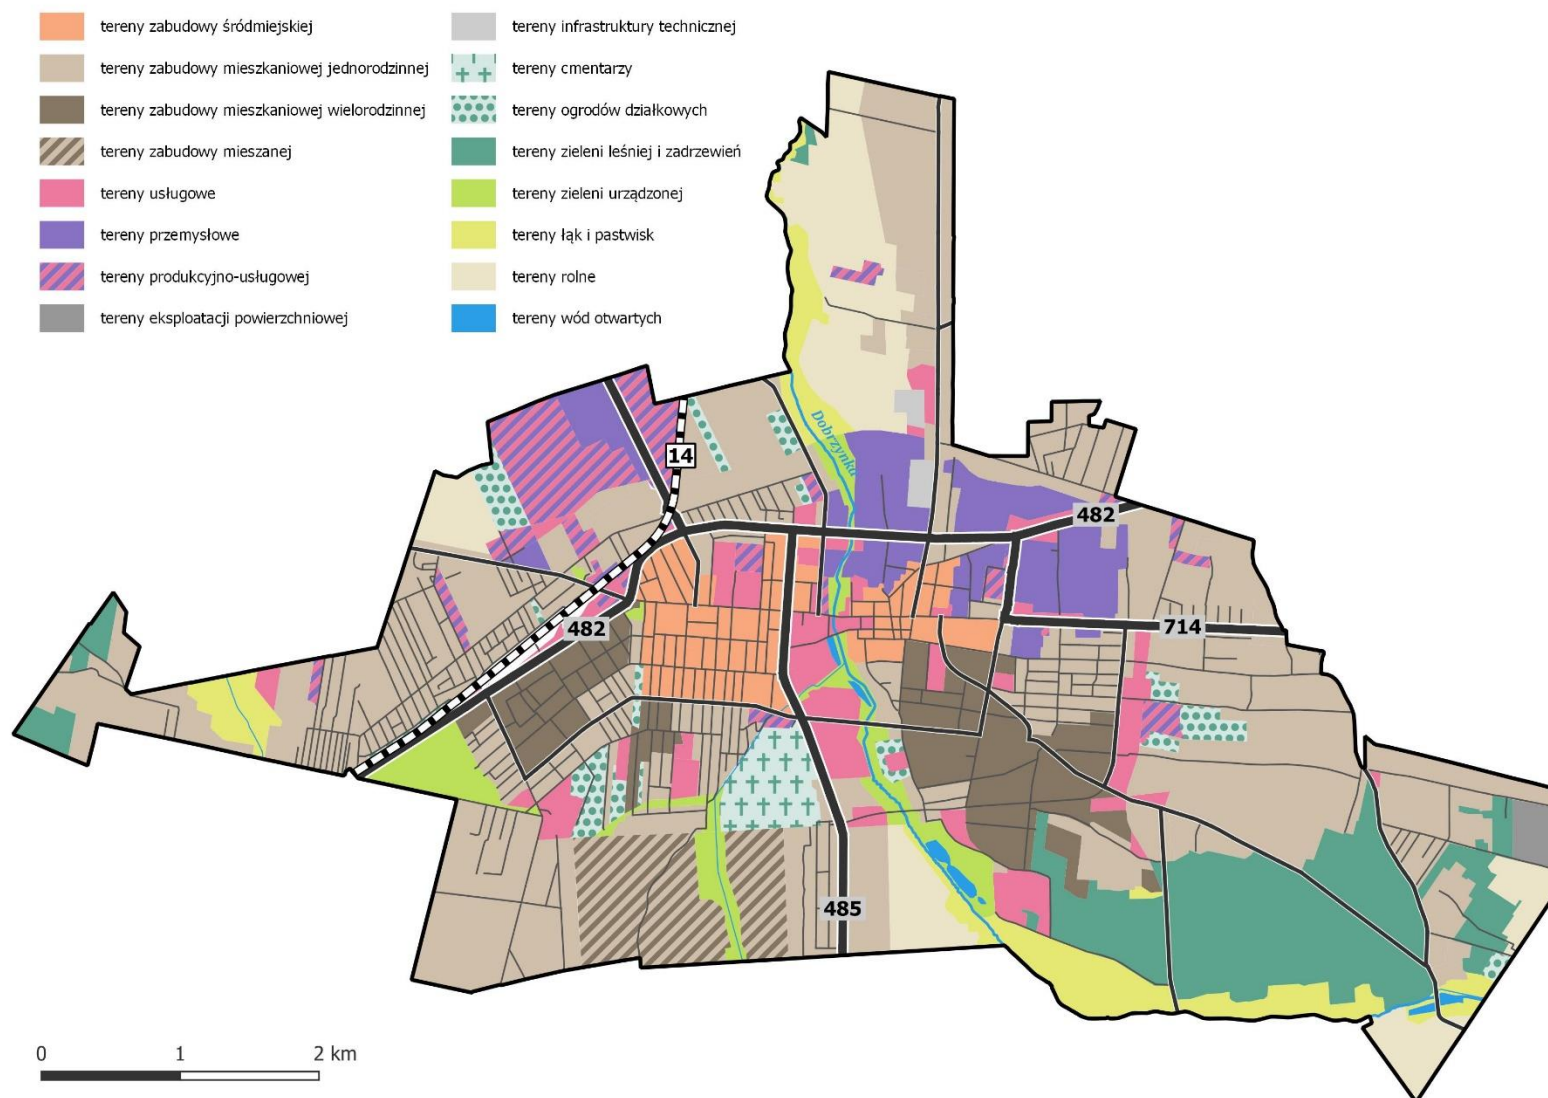 tereny zabudowy śródmiejskiej
tereny zabudowy mieszkaniowej jednorodzinnej
tereny zabudowy mieszkaniowej wielorodzinnej
tereny zabudowy mieszanej
tereny usługowe
tereny przemysłowe
tereny produkcyjno-usługowej
tereny eksploatacji powierzchniowej
tereny infrastruktury technicznej
tereny cmentarzy
tereny ogrodów działkowych
tereny zieleni leśniej i zadrzewień
tereny zieleni urządzonej
tereny łąk i pastwisk
tereny rolne
tereny wód otwartych
Dobrzynka
14
482
482
714
485
0 1 2 km